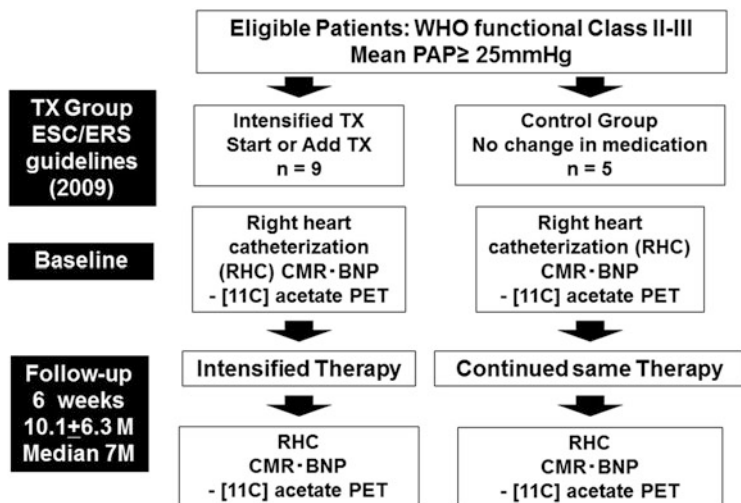 Eligible Patients: WHO functional Class II-III
Mean PAP≥ 25mmHg
TX Group
ESC/ERS
guidelines
(2009)
Intensified TX
Start or Add TX
n = 9
Control Group
No change in medication
n = 5
Baseline
Right heart
catheterization
(RHC) CMR・BNP
- [11C] acetate PET
Right heart
catheterization (RHC)
CMR・BNP
- [11C] acetate PET
Follow-up
6 weeks
10.1±6.3 M
Median 7M
Intensified Therapy
Continued same Therapy
RHC
CMR・BNP
- [11C] acetate PET
RHC
CMR・BNP
- [11C] acetate PET